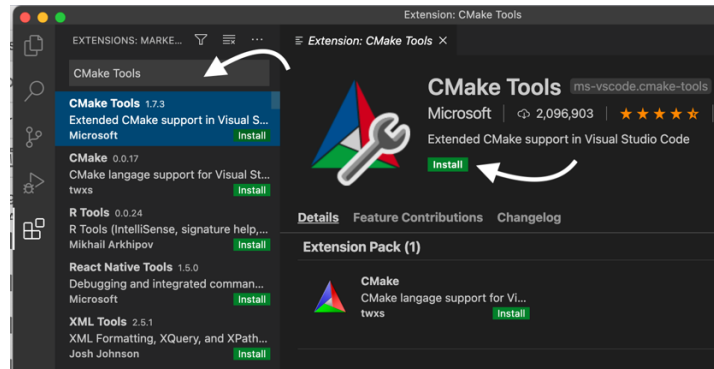 Extension: CMake Tools
EXTENSIONS: MARKE... ···
Extension: CMake Tools ×
CMake Tools
CMake Tools 1.7.3
Extended CMake support in Visual S...
Microsoft Install
CMake 0.0.17
CMake langage support for Visual St...
twxs Install
R Tools 0.0.24
R Tools (IntelliSense, signature help,...
Mikhail Arkhipov Install
React Native Tools 1.5.0
Debugging and integrated comman...
Microsoft Install
XML Tools 2.5.1
XML Formatting, XQuery, and XPath...
Josh Johnson Install
CMake Tools ms-vscode.cmake-tools
Microsoft 2,096,903
Extended CMake support in Visual Studio Code
Install
Details Feature Contributions Changelog
Extension Pack (1)
CMake
CMake langage support for Vi...
twxs Install